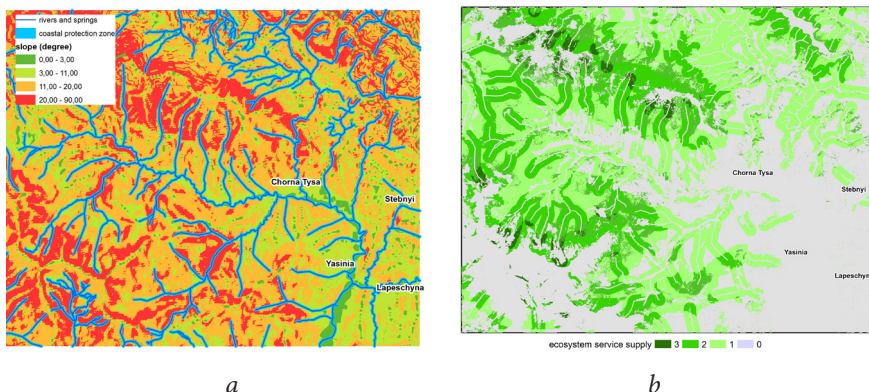 rivers and springs
coastal protection zone
slope (degree)
0,00 - 3,00
3,00 - 11,00
11,00 - 20,00
20,00 - 90,00
Chorna Tysa
Stebnyi
Yasinia
Lapeschyna
a
Chorna Tysa
Stebnyi
Yasinia
Lapeschyna
ecosystem service supply 3 2 1 0
b